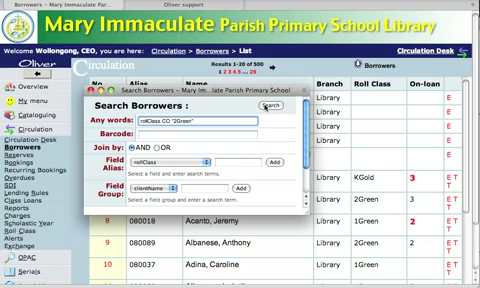 Borrowers – Mary Immaculate Par...
Oliver support
Mary Immaculate Parish Primary School Library
Welcome Wollongong, CEO, you are here: Circulation > Borrowers > List
Circulation Desk
Oliver
Circulation
Results 1-20 of 500
1 2 3 4 5 ... 25
Borrowers
Overview
My menu
Cataloguing
Circulation
Circulation Desk
Borrowers
Reserves
Bookings
Recurring Bookings
Overdues
SDI
Lending Rules
Class Loans
Reports
Charges
Scholastic Year
Roll Class
Alerts
Exchange
OPAC
Serials
No. Alias Name Branch Roll Class On-loan
Search Borrowers – Mary Im...late Parish Primary School
Search Borrowers :
Search
Any words: rollClass CO "2Green"
Barcode:
Join by: AND OR
Field Alias: rollClass Add
Select a field and enter search terms.
Field Group: clientName Add
Select a field group and enter a search term.
Library E
Library E
Library E
Library E
E
Library KGold 3 E T T
Library 2Green 3 E T
8 080018 Acanto, Jeremy Library 1Green 2 E T T
9 080089 Albanese, Anthony Library 2Green 2 E T T
10 080037 Adina, Caroline Library 1Green E T